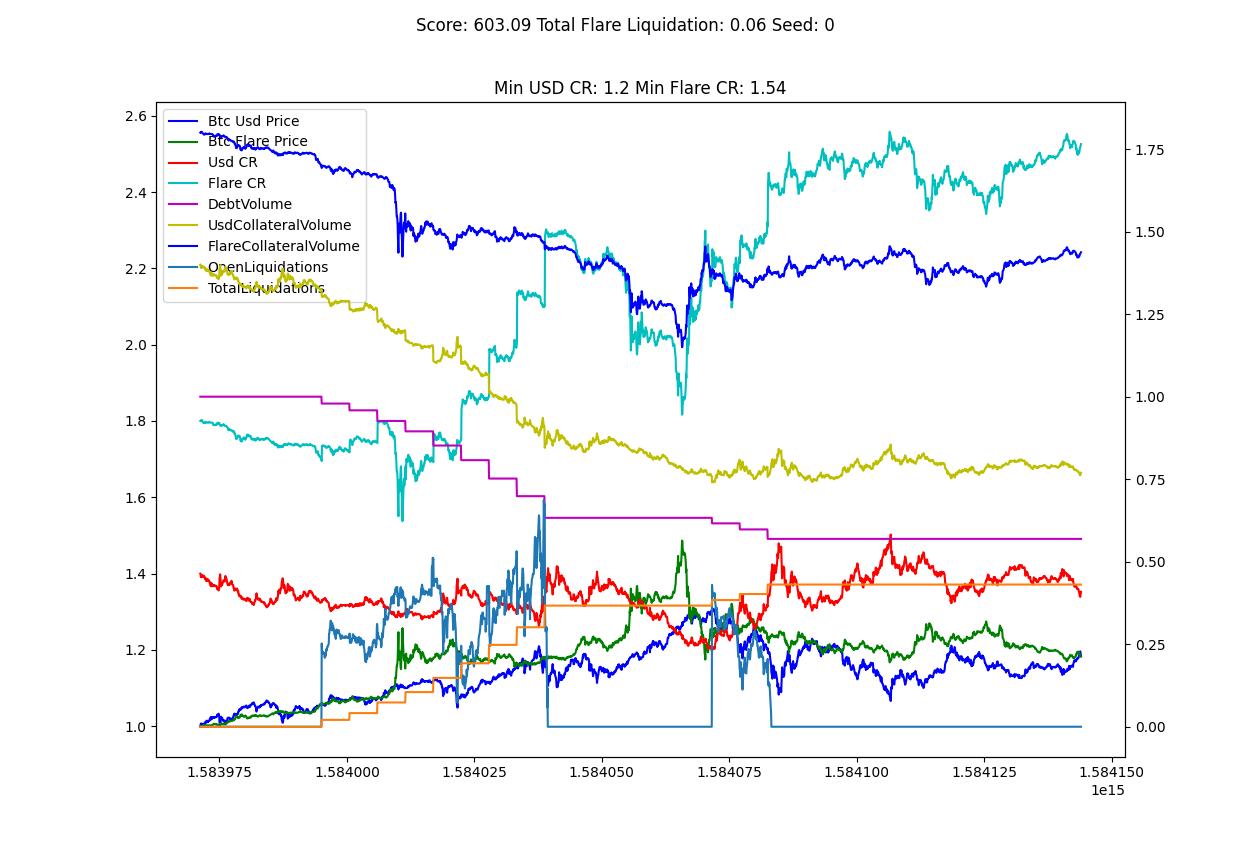 Score: 603.09 Total Flare Liquidation: 0.06 Seed: 0
Min USD CR: 1.2 Min Flare CR: 1.54
Btc Usd Price
Btc Flare Price
Usd CR
Flare CR
DebtVolume
UsdCollateralVolume
FlareCollateralVolume
OpenLiquidations
TotalLiquidations
2.6
2.4
2.2
2.0
1.8
1.6
1.4
1.2
1.0
1.75
1.50
1.25
1.00
0.75
0.50
0.25
0.00
1.583975 1.584000 1.584025 1.584050 1.584075 1.584100 1.584125 1.584150
1e15